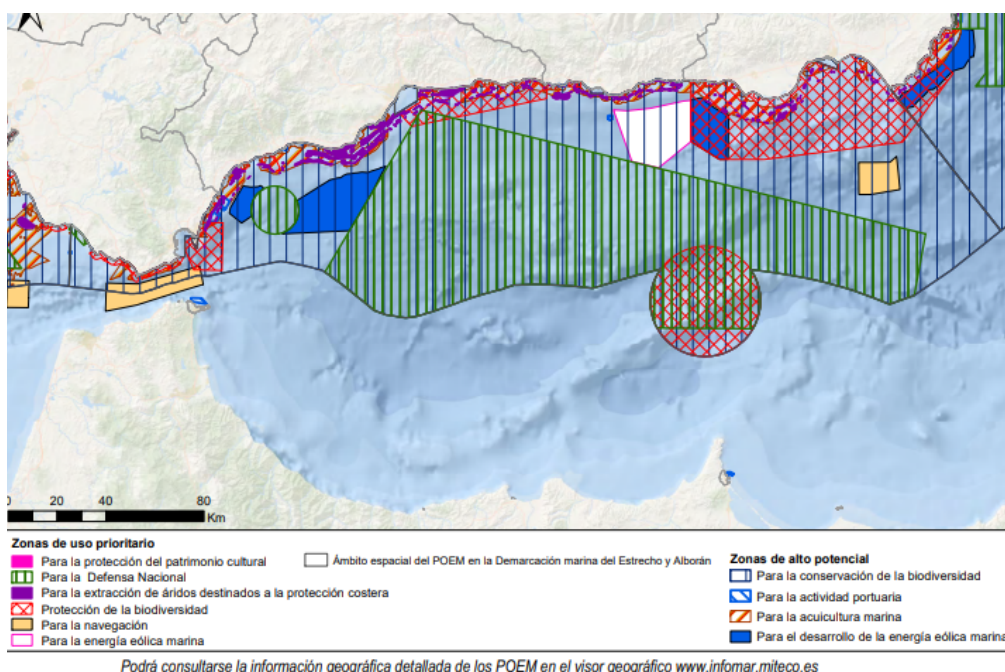 0 20 40 80
Km
Zonas de uso prioritario
Para la protección del patrimonio cultural
Para la Defensa Nacional
Para la extracción de áridos destinados a la protección costera
Protección de la biodiversidad
Para la navegación
Para la energía eólica marina
Ámbito espacial del POEM en la Demarcación marina del Estrecho y Alborán
Zonas de alto potencial
Para la conservación de la biodiversidad
Para la actividad portuaria
Para la acuicultura marina
Para el desarrollo de la energía eólica marina
Podrá consultarse la información geográfica detallada de los POEM en el visor geográfico www.infomar.miteco.es